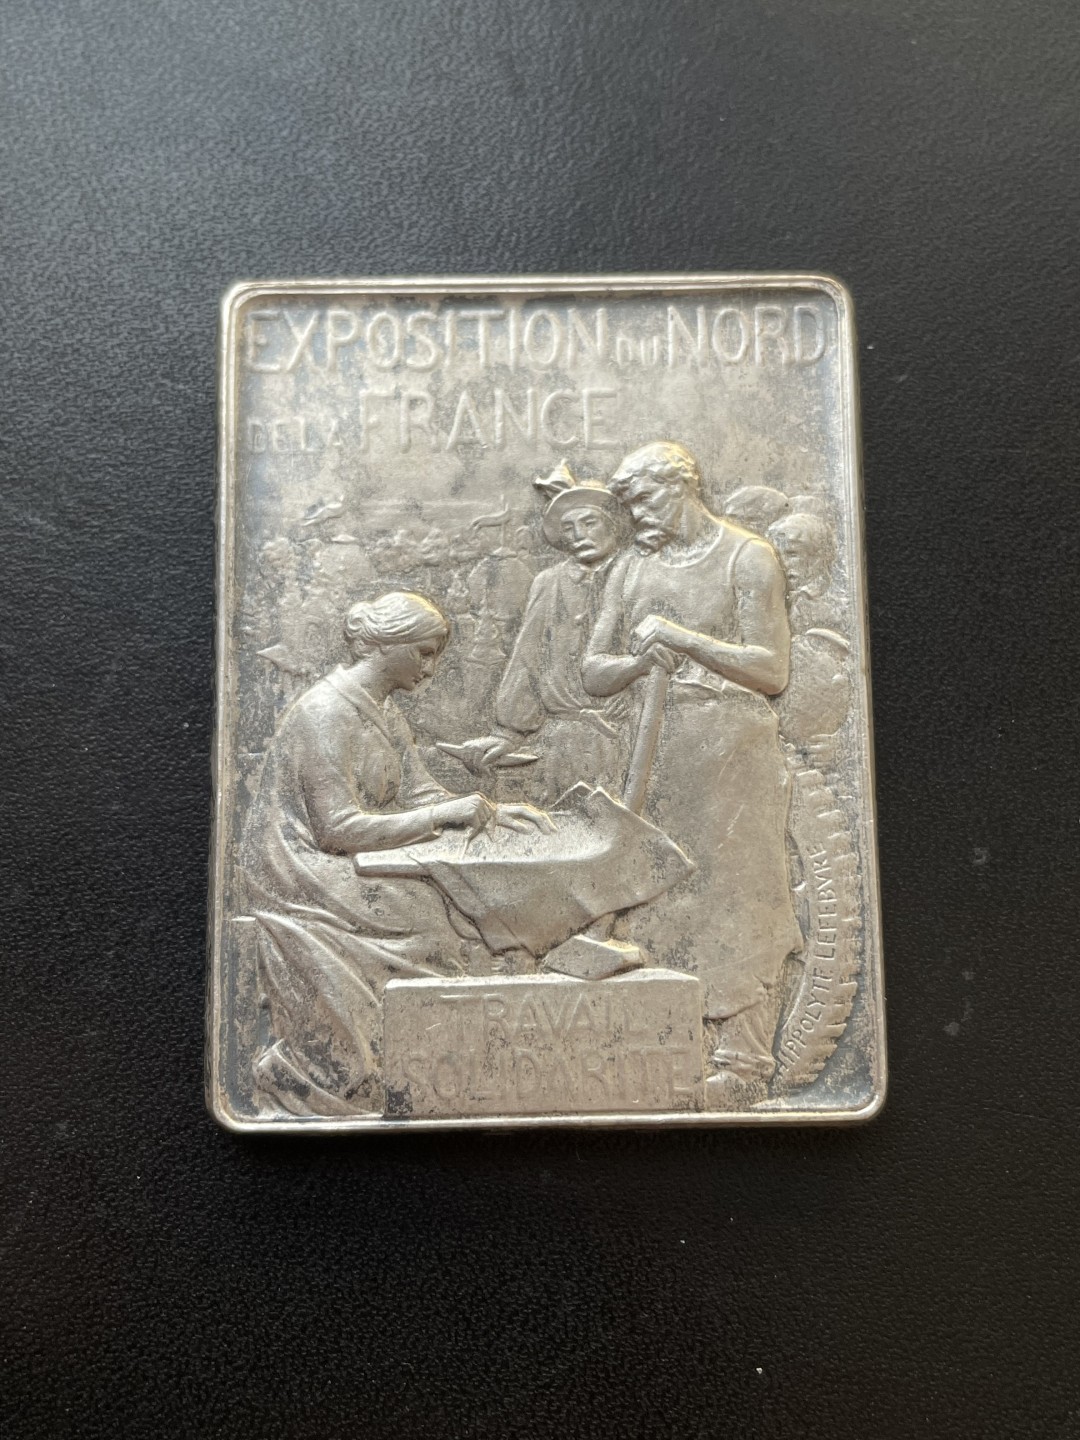 EXPOSITION DU NORD
DE LA FRANCE
TRAVAIL
SOLIDARITE
HIPPOLYTE LEFEBVRE